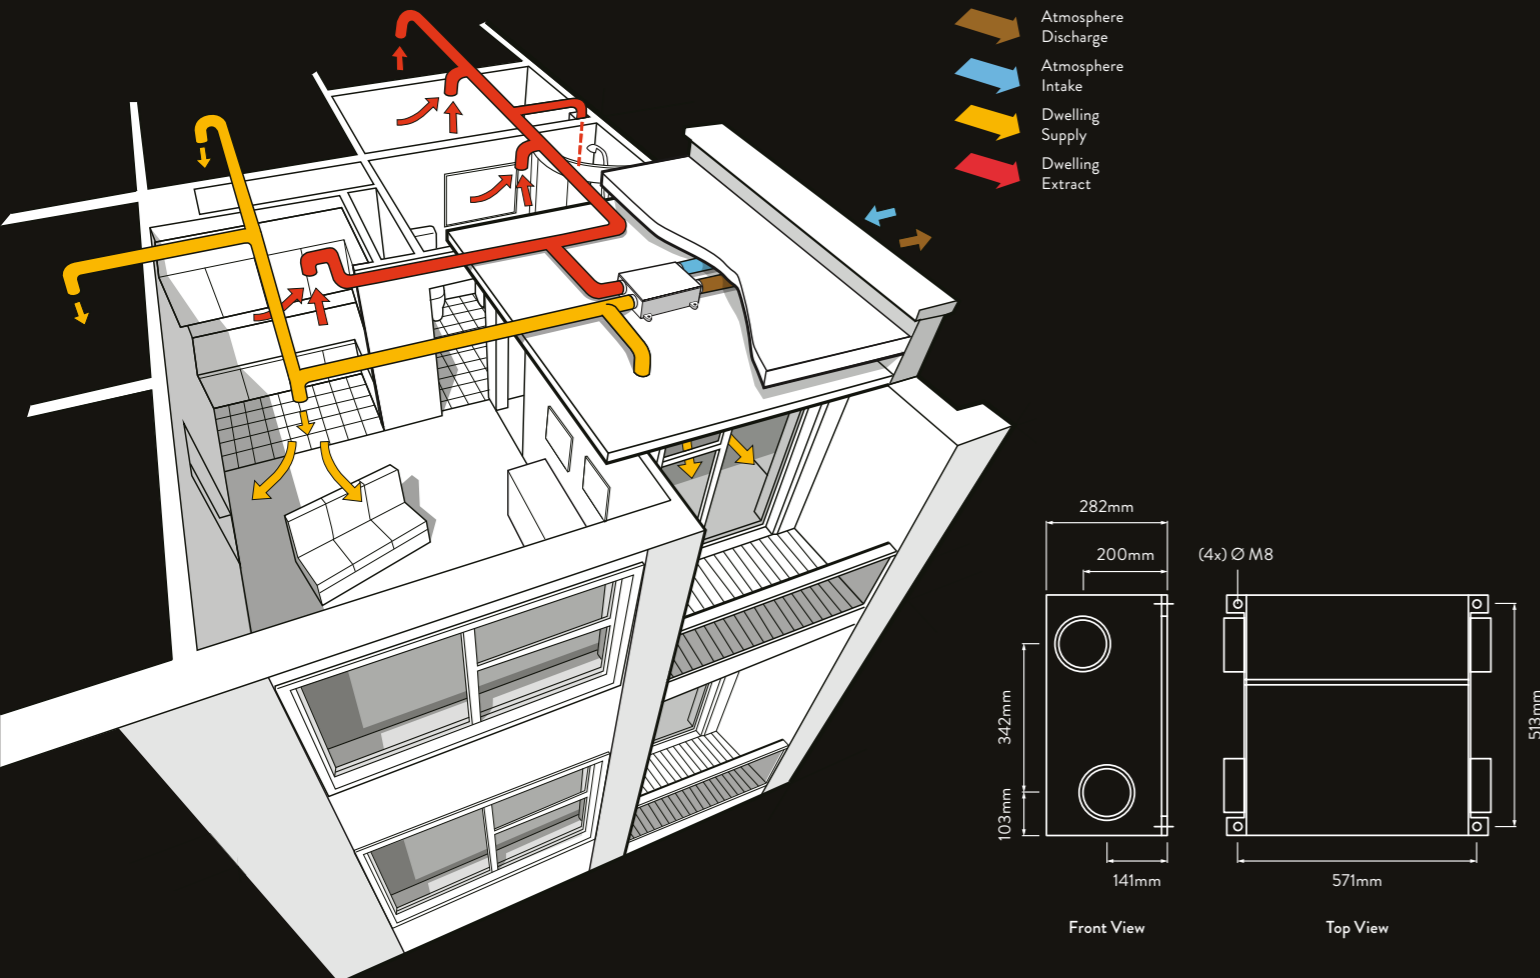 Atmosphere
Discharge
Atmosphere
Intake
Dwelling
Supply
Dwelling
Extract
282mm
200mm
(4x) Ø M8
342mm
103mm
513mm
141mm
571mm
Front View
Top View